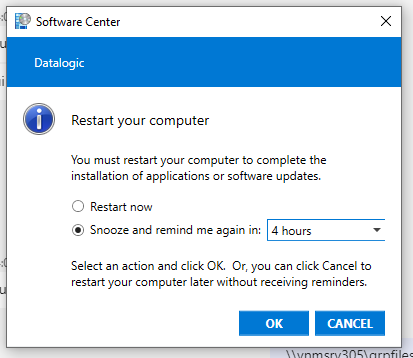 Software Center
Datalogic
Restart your computer
You must restart your computer to complete the
installation of applications or software updates.
Restart now
Snooze and remind me again in: 4 hours
Select an action and click OK. Or, you can click Cancel to
restart your computer later without receiving reminders.
OK CANCEL
\\vnmsrv305\grpfiles